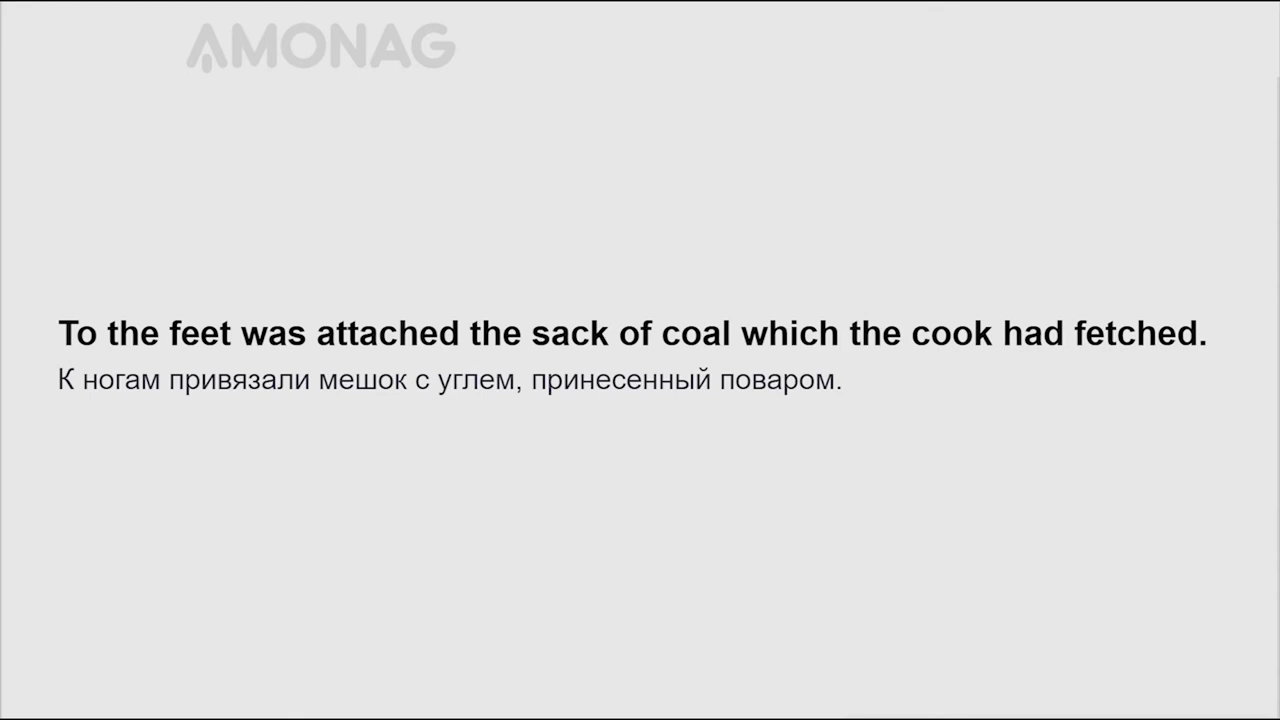 AMONAG
To the feet was attached the sack of coal which the cook had fetched.
К ногам привязали мешок с углем, принесенный поваром.